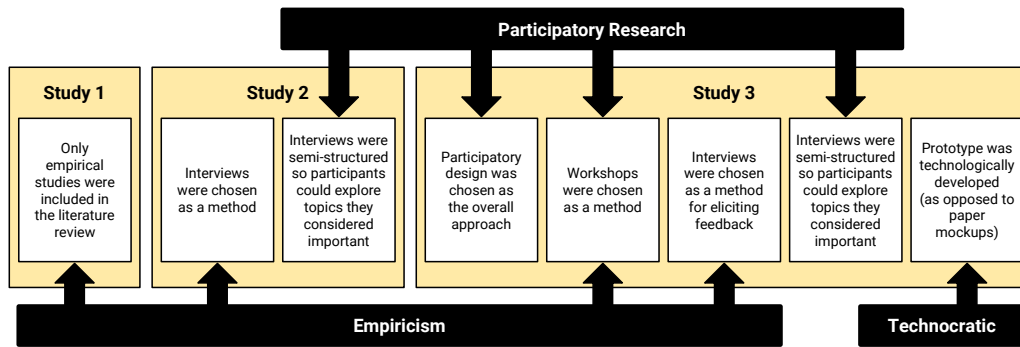 Participatory Research
Study 1
Study 2
Study 3
Only
empirical
studies were
included in
the literature
review
Interviews
were chosen
as a method
Interviews were
semi-structured
so participants
could explore
topics they
considered
important
Participatory
design was
chosen as
the overall
approach
Workshops
were chosen
as a method
Interviews
were chosen
as a method
for eliciting
feedback
Interviews were
semi-structured
so participants
could explore
topics they
considered
important
Prototype was
technologically
developed
(as opposed to
paper
mockups)
Empiricism
Technocratic